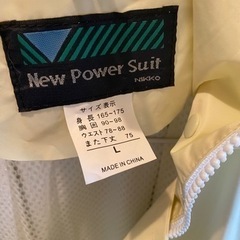 New Power Suit
NIKKO
サイズ表示
身長 165-175
胸囲 90-98
ウエスト 78-88
また下丈 75
L
MADE IN CHINA